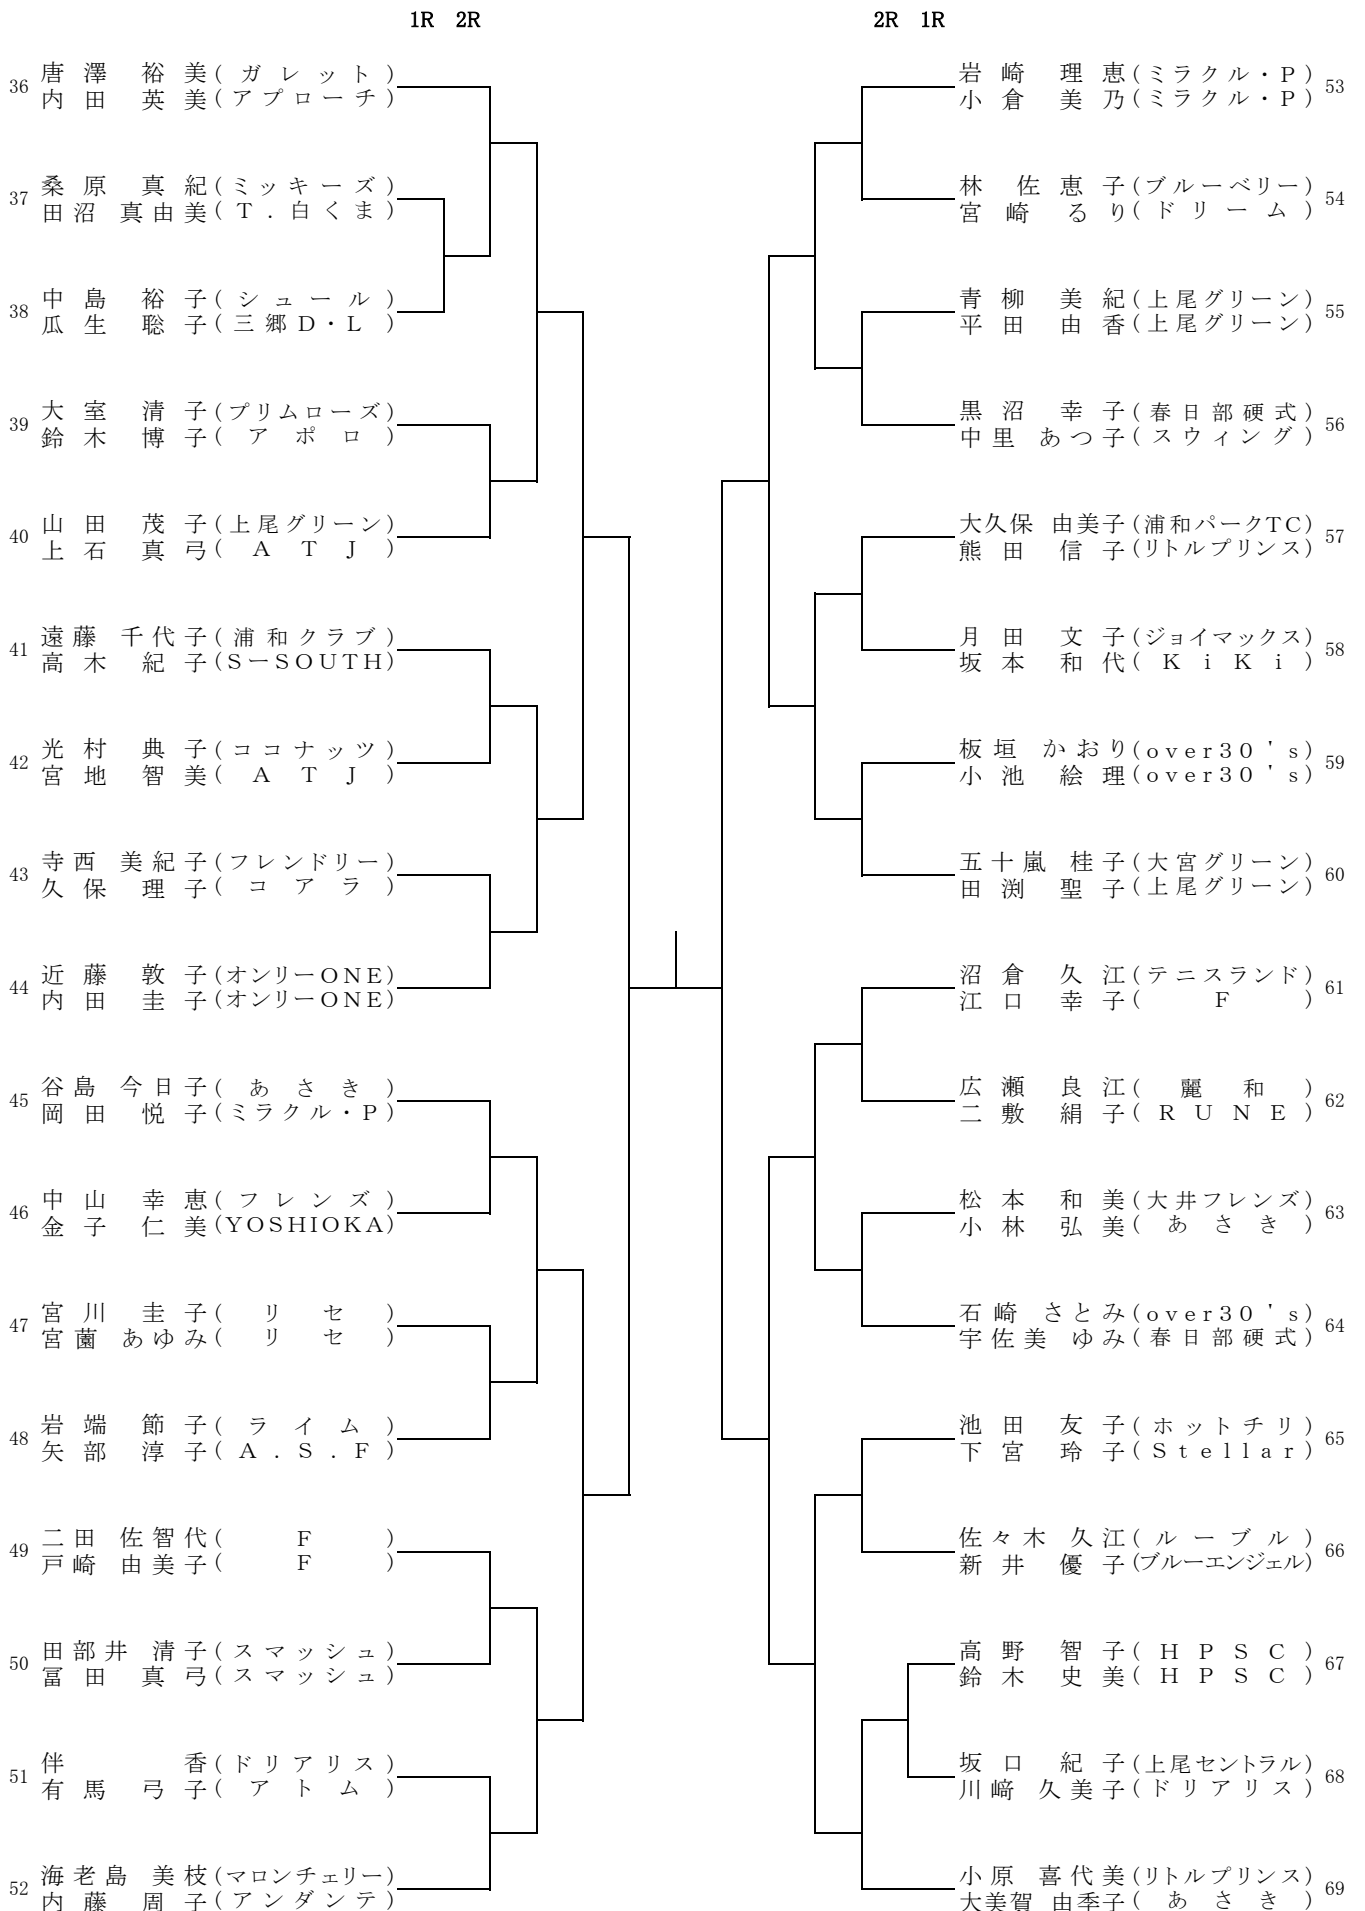 1R 2R
36 唐澤 裕美(ガレット)
内田 英美(アプローチ)
37 桑原 真紀(ミッキーズ)
田沼 真由美(T.白くま)
38 中島 裕子(シュール)
瓜生 聡子(三郷D・L)
39 大室 清子(プリムローズ)
鈴木 博子(アポロ)
40 山田 茂子(上尾グリーン)
上石 真弓(ATJ)
41 遠藤 千代子(浦和クラブ)
高木 紀子(S－SOUTH)
42 光村 典子(ココナッツ)
宮地 智美(ATJ)
43 寺西 美紀子(フレンドリー)
久保 理子(コアラ)
44 近藤 敦子(オンリーONE)
内田 圭子(オンリーONE)
45 谷島 今日子(あさき)
岡田 悦子(ミラクル・P)
46 中山 幸恵(フレンズ)
金子 仁美(YOSHIOKA)
47 宮川 圭子(リセ)
宮薗 あゆみ(リセ)
48 岩端 節子(ライム)
矢部 淳子(A.S.F)
49 二田 佐智代(F)
戸崎 由美子(F)
50 田部井 清子(スマッシュ)
冨田 真弓(スマッシュ)
51 伴 香(ドリアリス)
有馬 弓子(アトム)
52 海老島 美枝(マロンチェリー)
内藤 周子(アンダンテ)
2R 1R
岩崎 理恵(ミラクル・P) 53
小倉 美乃(ミラクル・P)
林 佐恵子(ブルーベリー) 54
宮崎 るり(ドリーム)
青柳 美紀(上尾グリーン) 55
平田 由香(上尾グリーン)
黒沼 幸子(春日部硬式) 56
中里 あつ子(スウィング)
大久保 由美子(浦和パークTC) 57
熊田 信子(リトルプリンス)
月田 文子(ジョイマックス) 58
坂本 和代(KiKi)
板垣 かおり(over30's) 59
小池 絵理(over30's)
五十嵐 桂子(大宮グリーン) 60
田渕 聖子(上尾グリーン)
沼倉 久江(テニスランド) 61
江口 幸子(F)
広瀬 良江(麗和) 62
二敷 絹子(RUNE)
松本 和美(大井フレンズ) 63
小林 弘美(あさき)
石崎 さとみ(over30's) 64
宇佐美 ゆみ(春日部硬式)
池田 友子(ホットチリ) 65
下宮 玲子(Stellar)
佐々木 久江(ルーブル) 66
新井 優子(ブルーエンジェル)
高野 智子(HPSC) 67
鈴木 史美(HPSC)
坂口 紀子(上尾セントラル) 68
川﨑 久美子(ドリアリス)
小原 喜代美(リトルプリンス) 69
大美賀 由季子(あさき)